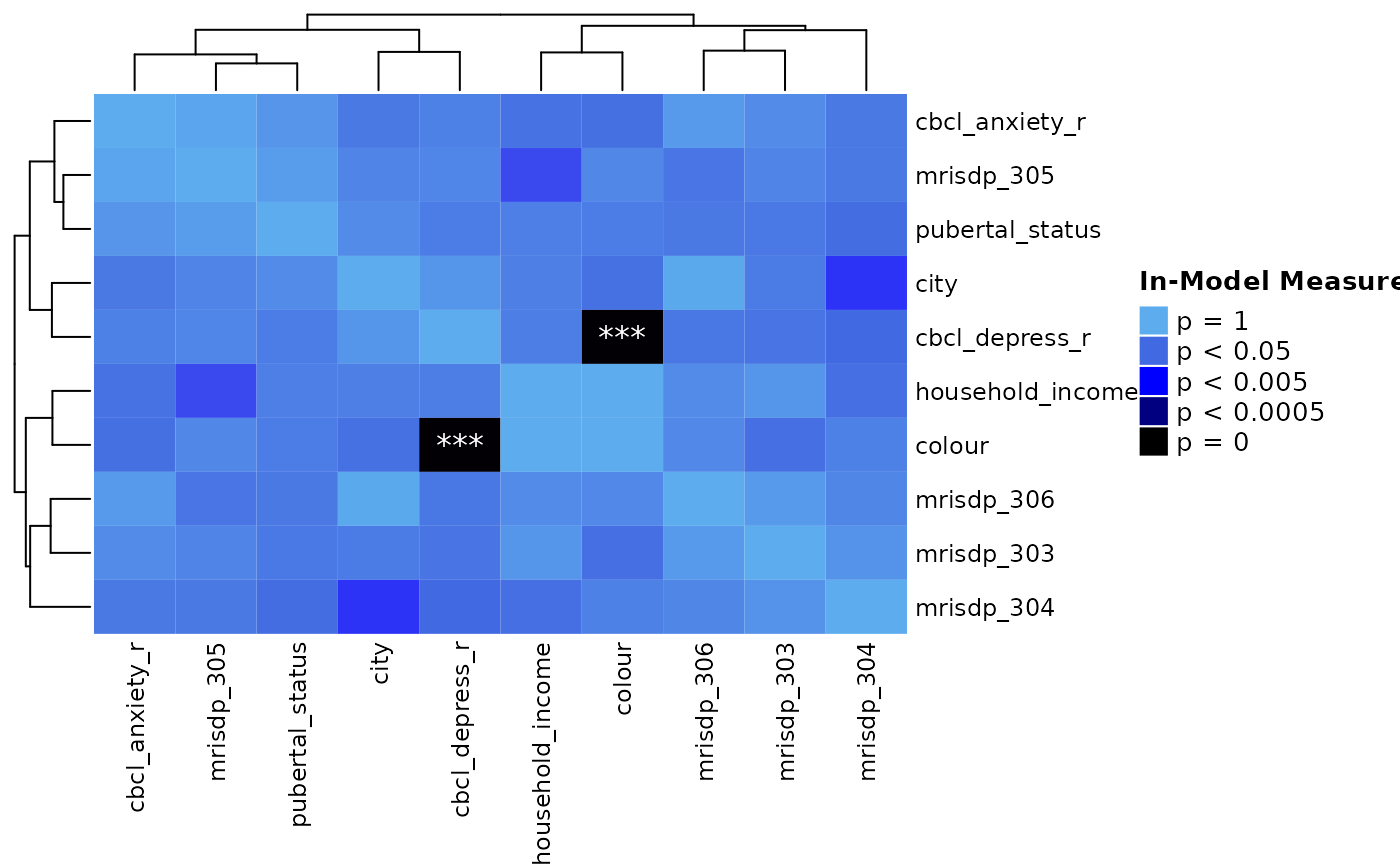 cbcl_anxiety_r
mrisdp_305
pubertal_status
In-Model Measure
city
p = 1
*** cbcl_depress_r
p < 0.05
household_income
p < 0.005
p < 0.0005
*** colour
p = 0
mrisdp_306
mrisdp_303
mrisdp_304
cbcl_anxiety_r
mrisdp_305
pubertal_status
city
cbcl_depress_r
household_income
colour
mrisdp_306
mrisdp_303
mrisdp_304